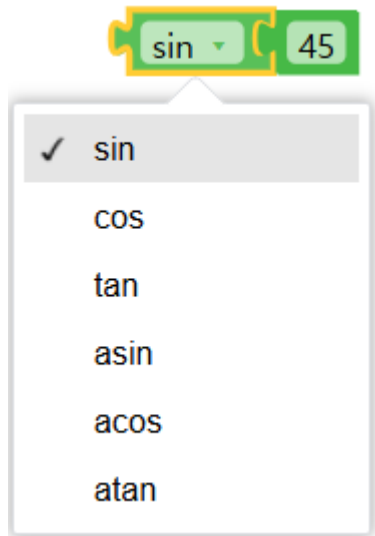 sin 45
sin
cos
tan
asin
acos
atan